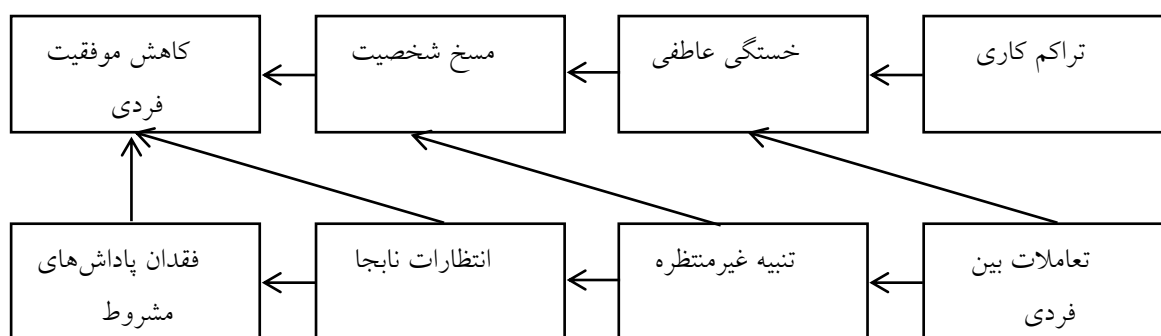 تراکم کاری
خستگی عاطفی
مسخ شخصیت
کاهش موفقیت
فردی
تعاملات بین
فردی
تنبیه غیرمنتظره
انتظارات نابجا
فقدان پاداش‌های
مشروط